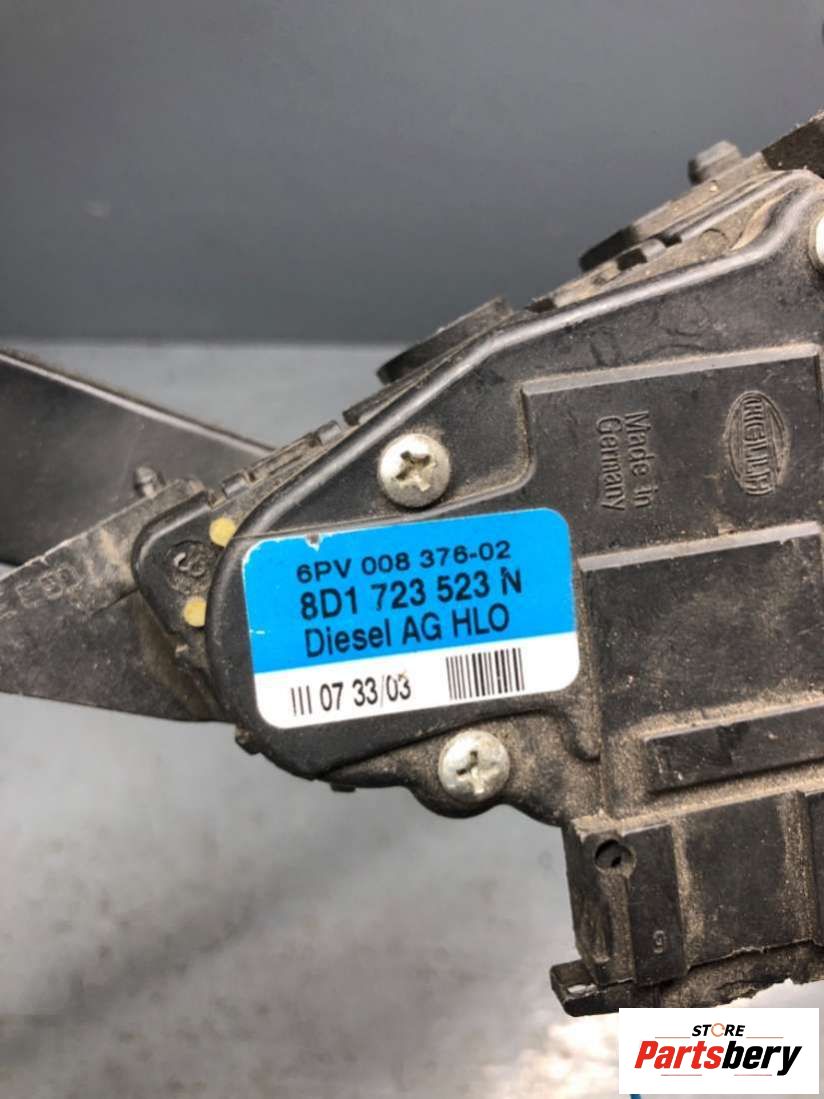 HELLA
Made in
Germany
6PV 008 376-02
8D1 723 523 N
Diesel AG HLO
07 33/03
STORE
Partsbery